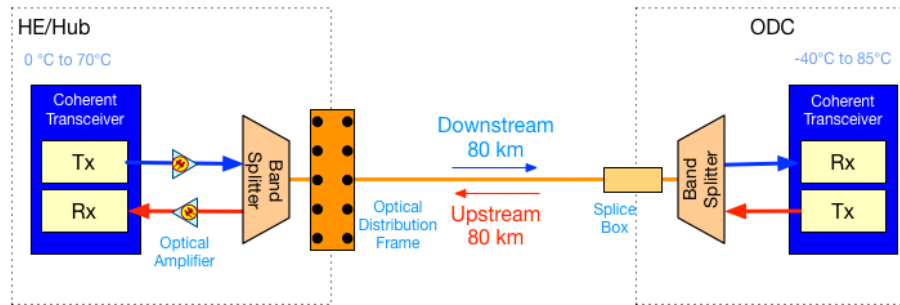 HE/Hub
0 °C to 70°C
Coherent
Transceiver
Tx
Rx
Optical
Amplifier
Band
Splitter
Optical
Distribution
Frame
Downstream
80 km
Upstream
80 km
Splice
Box
ODC
-40°C to 85°C
Band
Splitter
Coherent
Transceiver
Rx
Tx